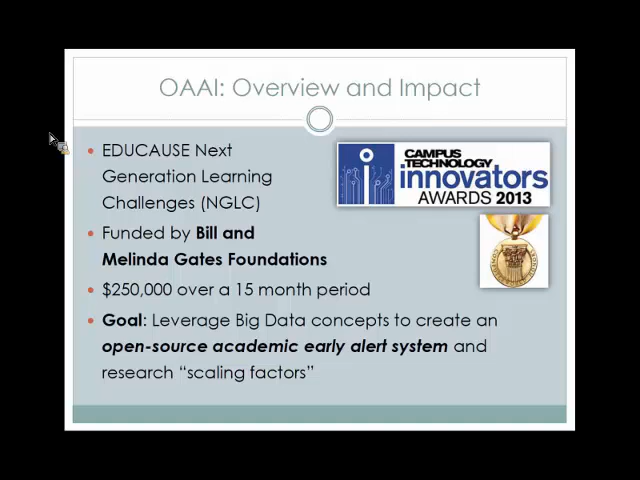 OAAI: Overview and Impact
EDUCAUSE Next
Generation Learning
Challenges (NGLC)
CAMPUS
TECHNOLOGY
innovators
AWARDS 2013
Funded by Bill and
Melinda Gates Foundations
$250,000 over a 15 month period
Goal: Leverage Big Data concepts to create an
open-source academic early alert system and
research “scaling factors”